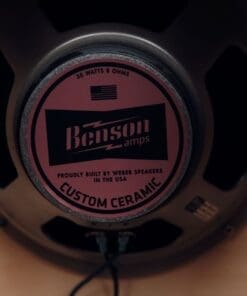 30 WATTS 8 OHMS
Benson
amps
PROUDLY BUILT BY WEBER SPEAKERS
IN THE USA
CUSTOM CERAMIC